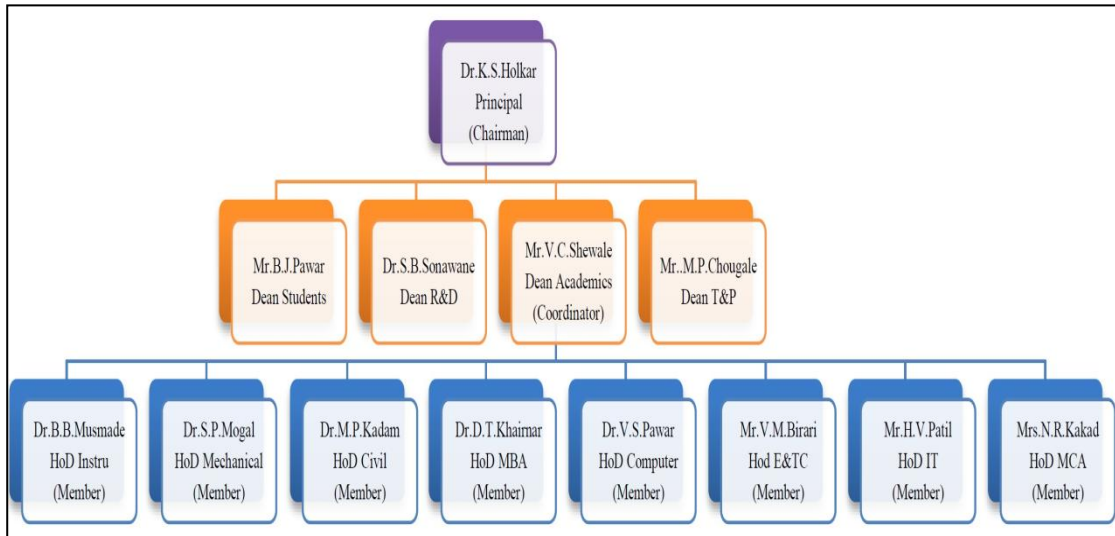 Dr.K.S.Holkar
Principal
(Chairman)
Mr.B.J.Pawar
Dean Students
Dr.S.B.Sonawane
Dean R&D
Mr.V.C.Shewale
Dean Academics
(Coordinator)
Mr..M.P.Chougale
Dean T&P
Dr.B.B.Musmade
HoD Instru
(Member)
Dr.S.P.Mogal
HoD Mechanical
(Member)
Dr.M.P.Kadam
HoD Civil
(Member)
Dr.D.T.Khairnar
HoD MBA
(Member)
Dr.V.S.Pawar
HoD Computer
(Member)
Mr.V.M.Birari
Hod E&TC
(Member)
Mr.H.V.Patil
HoD IT
(Member)
Mrs.N.R.Kakad
HoD MCA
(Member)